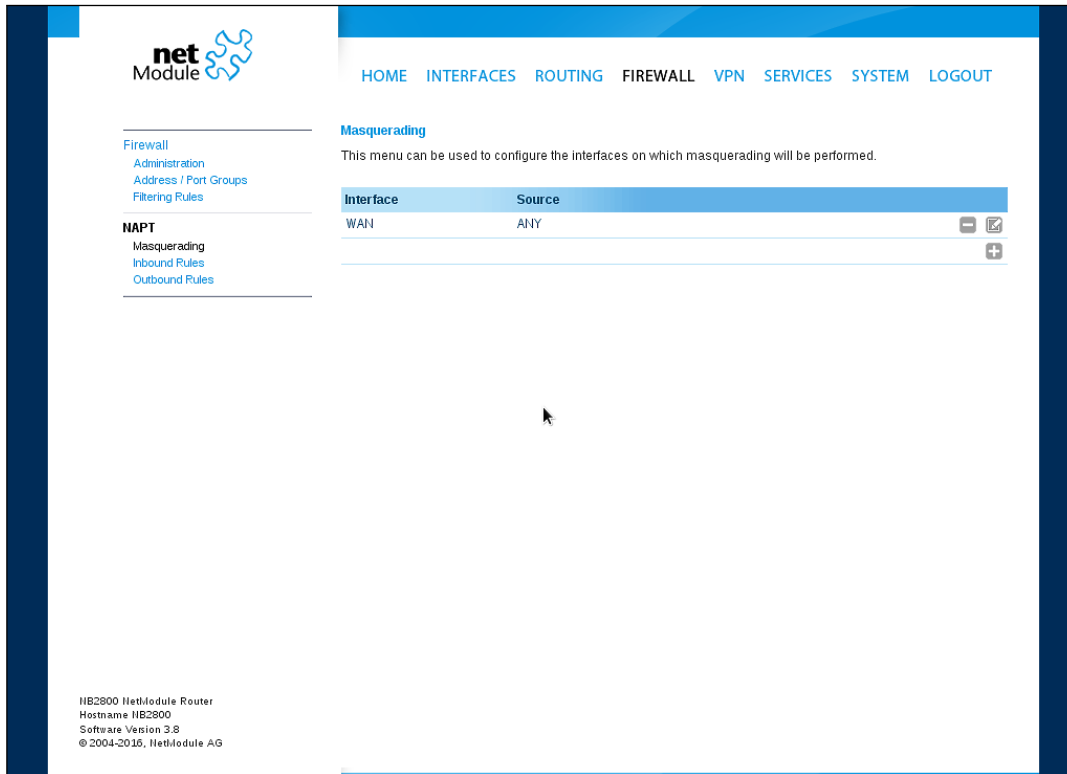 net
Module
HOME INTERFACES ROUTING FIREWALL VPN SERVICES SYSTEM LOGOUT
Firewall
Administration
Address / Port Groups
Filtering Rules
NAPT
Masquerading
Inbound Rules
Outbound Rules
Masquerading
This menu can be used to configure the interfaces on which masquerading will be performed.
Interface Source
WAN ANY
NB2800 NetModule Router
Hostname NB2800
Software Version 3.8
© 2004-2016, NetModule AG